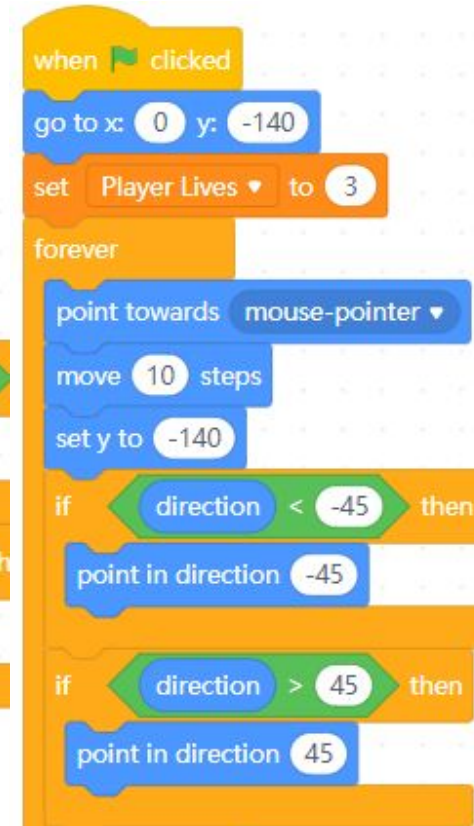 when clicked
go to x: 0 y: -140
set Player Lives to 3
forever
point towards mouse-pointer
move 10 steps
set y to -140
if direction < -45 then
point in direction -45
if direction > 45 then
point in direction 45